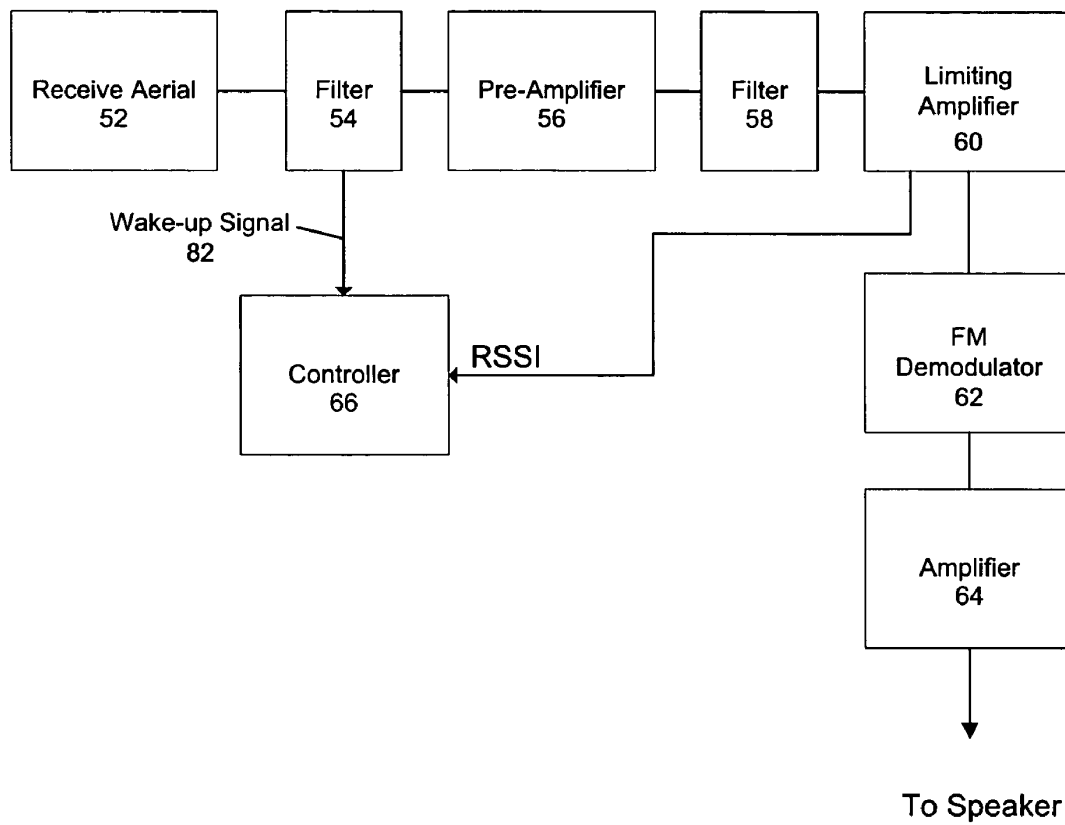 Receive Aerial
52
Filter
54
Pre-Amplifier
56
Filter
58
Limiting
Amplifier
60
Wake-up Signal
82
Controller
66
RSSI
FM
Demodulator
62
Amplifier
64
To Speaker